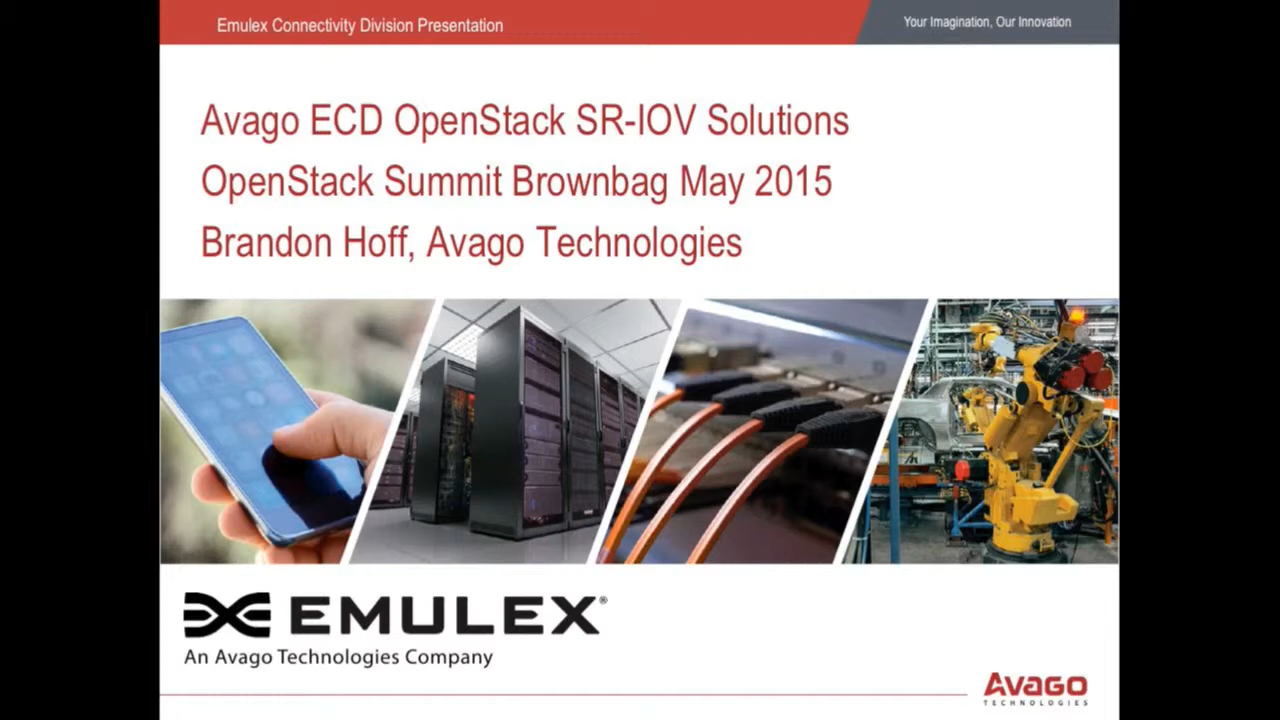 Emulex Connectivity Division Presentation
Your Imagination, Our Innovation
Avago ECD OpenStack SR-IOV Solutions
OpenStack Summit Brownbag May 2015
Brandon Hoff, Avago Technologies
EMULEX®
An Avago Technologies Company
AVAGO
TECHNOLOGIES